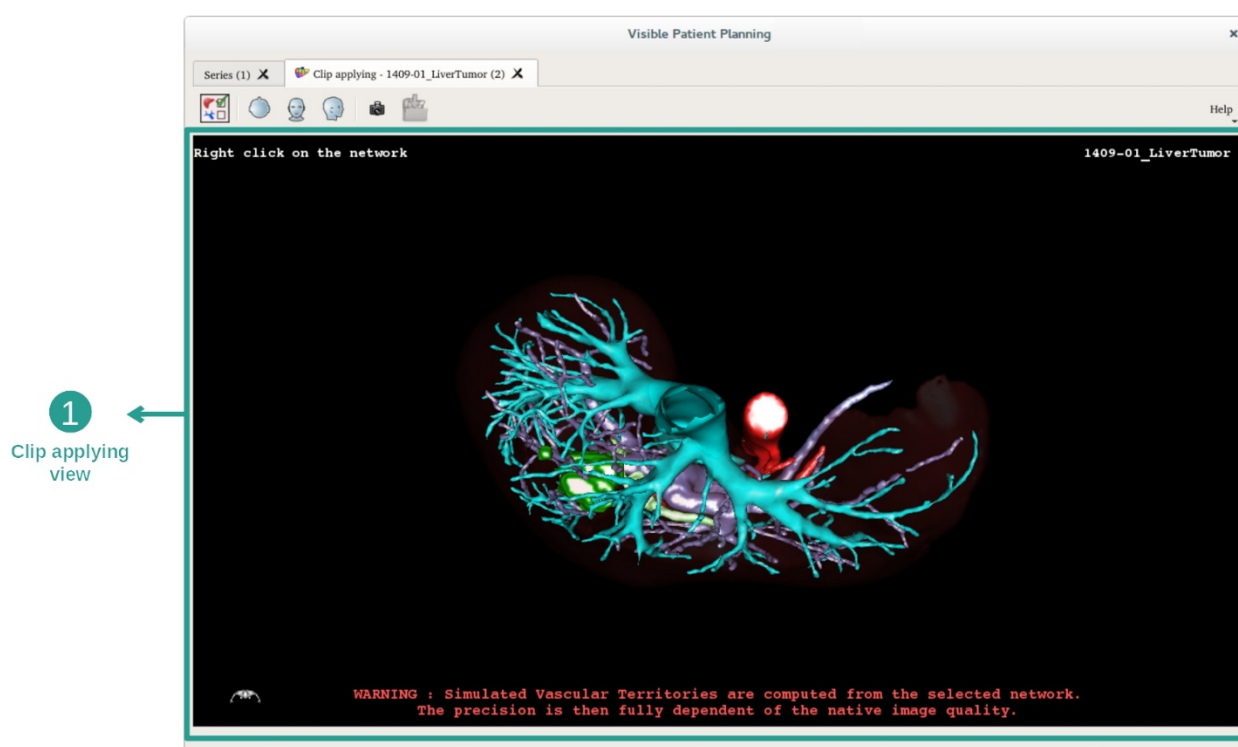 Visible Patient Planning
Series (1)
Clip applying - 1409-01_LiverTumor (2)
Help
Right click on the network
1409-01_LiverTumor
1
Clip applying
view
WARNING : Simulated Vascular Territories are computed from the selected network.
The precision is then fully dependent of the native image quality.